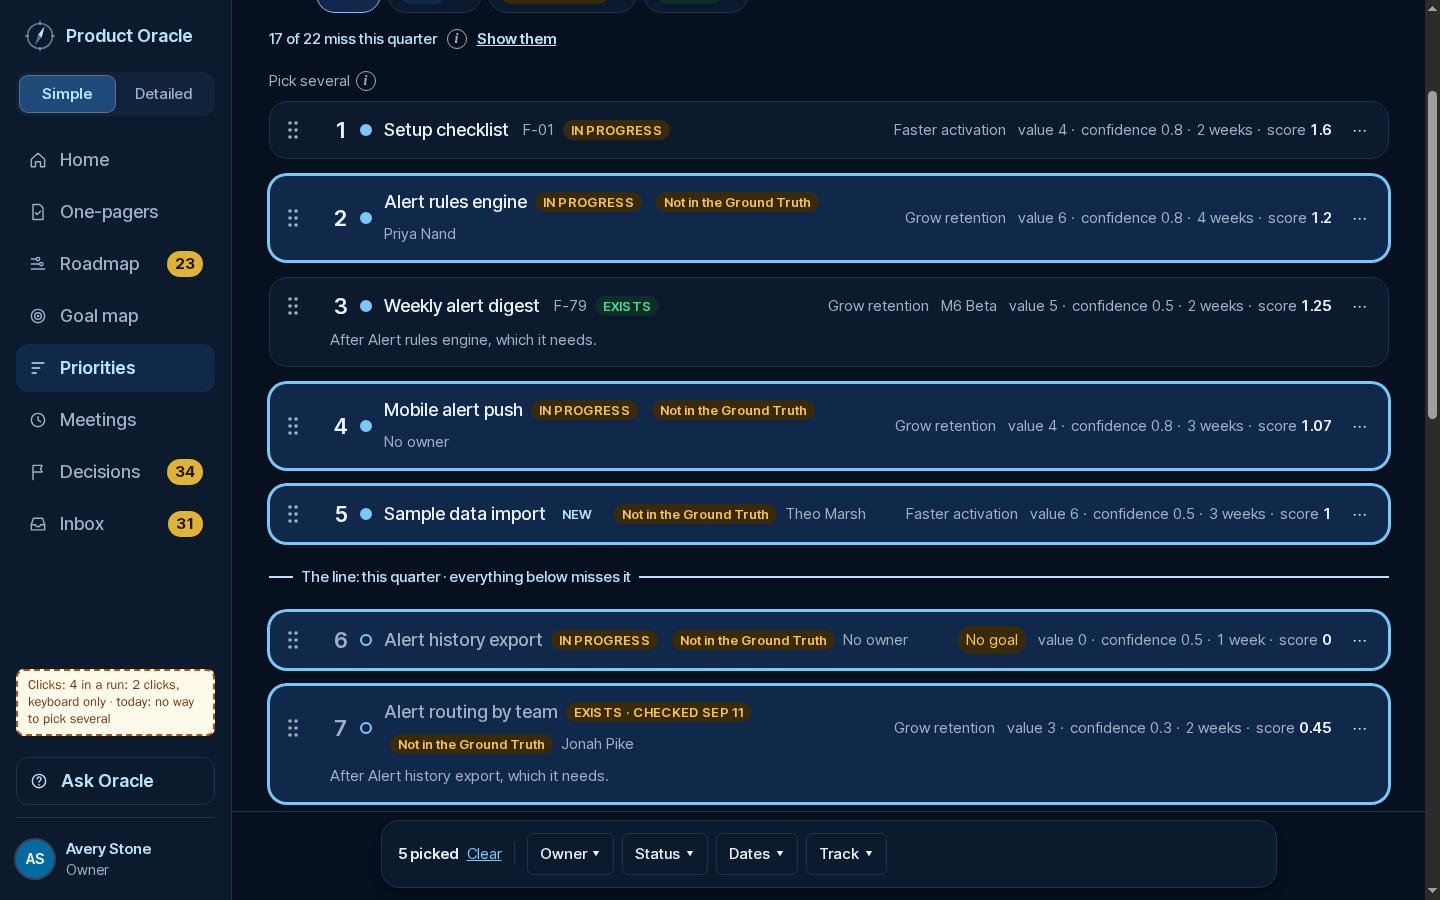 Product Oracle
Simple
Detailed
Home
One-pagers
Roadmap
23
Goal map
Priorities
Meetings
Decisions
34
Inbox
31
Clicks: 4 in a run: 2 clicks,
keyboard only · today: no way
to pick several
Ask Oracle
AS
Avery Stone
Owner
17 of 22 miss this quarter
i
Show them
Pick several
i
1 Setup checklist F-01 IN PROGRESS Faster activation value 4 · confidence 0.8 · 2 weeks · score 1.6 ···
2 Alert rules engine IN PROGRESS Not in the Ground Truth
Priya Nand
Grow retention value 6 · confidence 0.8 · 4 weeks · score 1.2 ···
3 Weekly alert digest F-79 EXISTS Grow retention M6 Beta value 5 · confidence 0.5 · 2 weeks · score 1.25 ···
After Alert rules engine, which it needs.
4 Mobile alert push IN PROGRESS Not in the Ground Truth
No owner
Grow retention value 4 · confidence 0.8 · 3 weeks · score 1.07 ···
5 Sample data import NEW Not in the Ground Truth Theo Marsh Faster activation value 6 · confidence 0.5 · 3 weeks · score 1 ···
The line: this quarter · everything below misses it
6 Alert history export IN PROGRESS Not in the Ground Truth No owner No goal value 0 · confidence 0.5 · 1 week · score 0 ···
7 Alert routing by team EXISTS · CHECKED SEP 11
Not in the Ground Truth Jonah Pike
Grow retention value 3 · confidence 0.3 · 2 weeks · score 0.45 ···
After Alert history export, which it needs.
5 picked Clear Owner ▾ Status ▾ Dates ▾ Track ▾